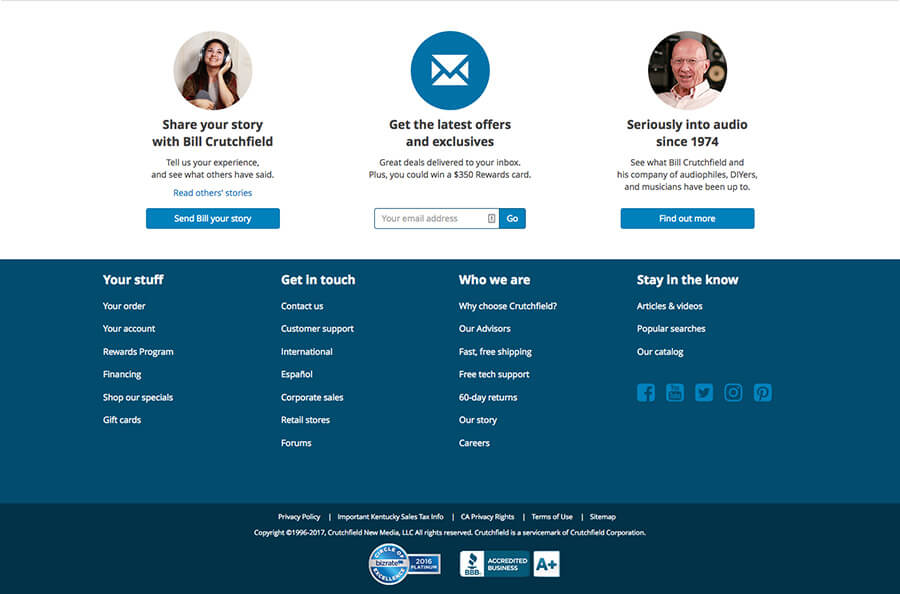 Share your story
with Bill Crutchfield
Tell us your experience,
and see what others have said.
Read others' stories
Send Bill your story
Get the latest offers
and exclusives
Great deals delivered to your inbox.
Plus, you could win a $350 Rewards card.
Your email address
Go
Seriously into audio
since 1974
See what Bill Crutchfield and
his company of audiophiles, DIYers,
and musicians have been up to.
Find out more
Your stuff
Your order
Your account
Rewards Program
Financing
Shop our specials
Gift cards
Get in touch
Contact us
Customer support
International
Español
Corporate sales
Retail stores
Forums
Who we are
Why choose Crutchfield?
Our Advisors
Fast, free shipping
Free tech support
60-day returns
Our story
Careers
Stay in the know
Articles & videos
Popular searches
Our catalog
You
Tube
Privacy Policy | Important Kentucky Sales Tax Info | CA Privacy Rights | Terms of Use | Sitemap
Copyright ©1996-2017, Crutchfield New Media, LLC All rights reserved. Crutchfield is a servicemark of Crutchfield Corporation.
CIRCLE OF
bizrate
EXCELLENCE
2016
PLATINUM
BBB
ACCREDITED
BUSINESS
A+